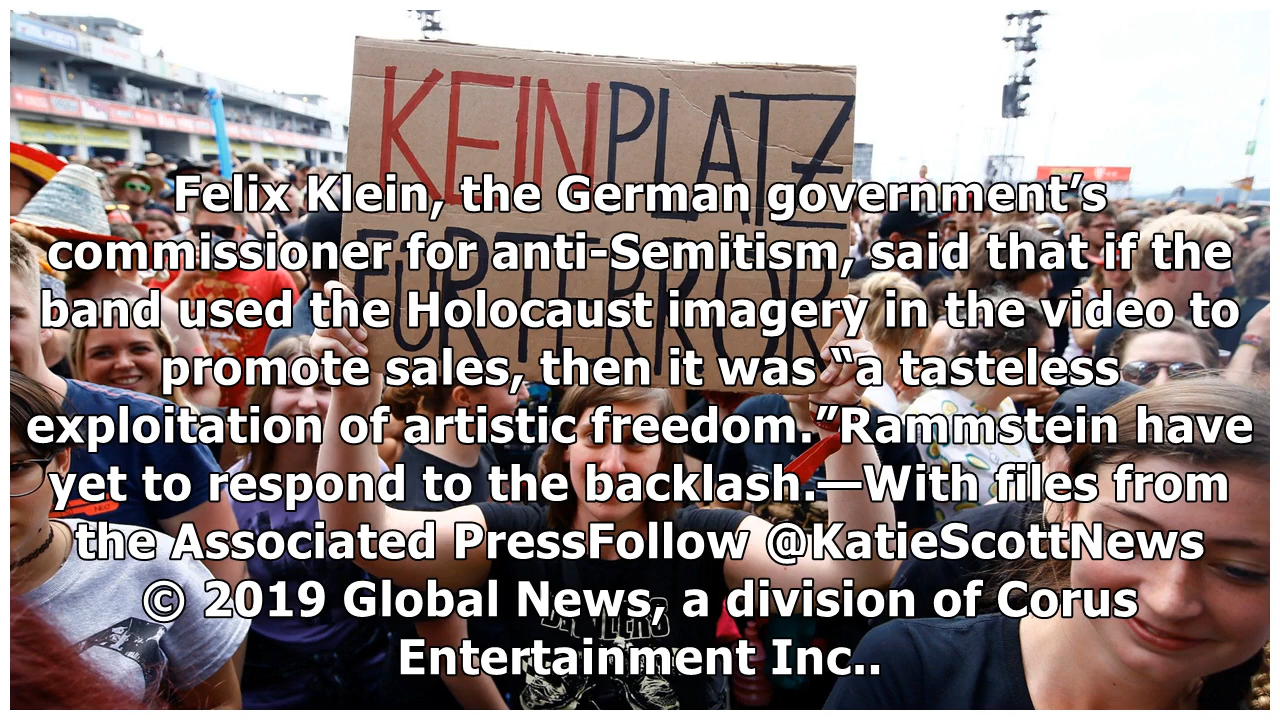 KEIN PLATZ
FÜR TERROR
Felix Klein, the German government’s
commissioner for anti-Semitism, said that if the
band used the Holocaust imagery in the video to
promote sales, then it was “a tasteless
exploitation of artistic freedom.”Rammstein have
yet to respond to the backlash.—With files from
the Associated PressFollow @KatieScottNews
© 2019 Global News, a division of Corus
Entertainment Inc..